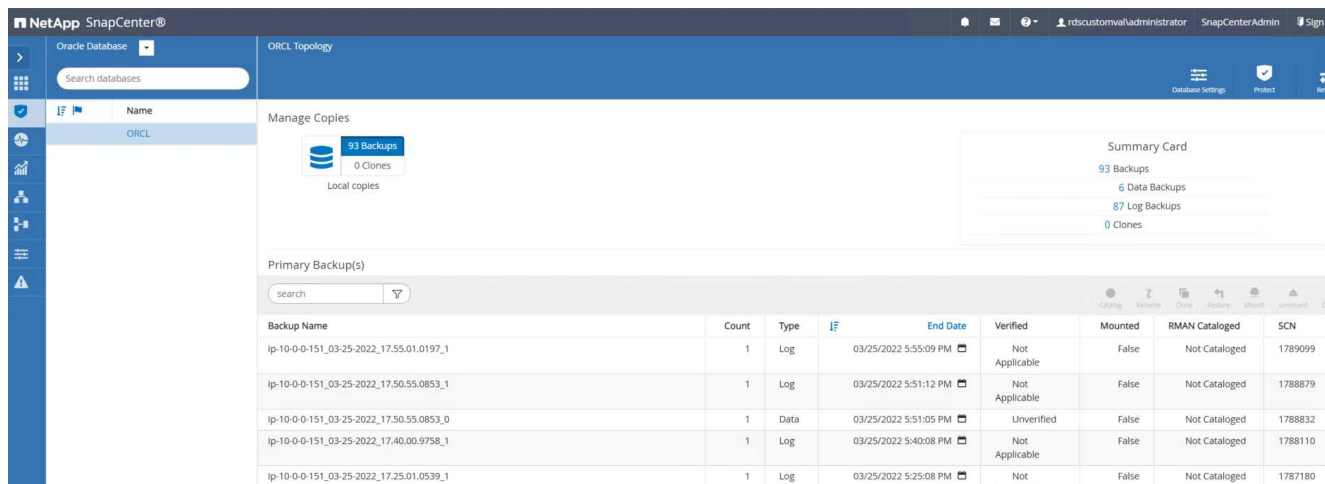 NetApp SnapCenter®
rdscustomval\administrator SnapCenterAdmin Sign
Oracle Database
Search databases
Name
ORCL
ORCL Topology
Database Settings Protect Re
Manage Copies
93 Backups
0 Clones
Local copies
Summary Card
93 Backups
6 Data Backups
87 Log Backups
0 Clones
Primary Backup(s)
search
Catalog Rename Clone Restore Mount Unmount
Backup Name Count Type End Date Verified Mounted RMAN Cataloged SCN
ip-10-0-0-151_03-25-2022_17.55.01.0197_1 1 Log 03/25/2022 5:55:09 PM Not Applicable False Not Cataloged 1789099
ip-10-0-0-151_03-25-2022_17.50.55.0853_1 1 Log 03/25/2022 5:51:12 PM Not Applicable False Not Cataloged 1788879
ip-10-0-0-151_03-25-2022_17.50.55.0853_0 1 Data 03/25/2022 5:51:05 PM Unverified False Not Cataloged 1788832
ip-10-0-0-151_03-25-2022_17.40.00.9758_1 1 Log 03/25/2022 5:40:08 PM Not Applicable False Not Cataloged 1788110
ip-10-0-0-151_03-25-2022_17.25.01.0539_1 1 Log 03/25/2022 5:25:08 PM Not False Not Cataloged 1787180